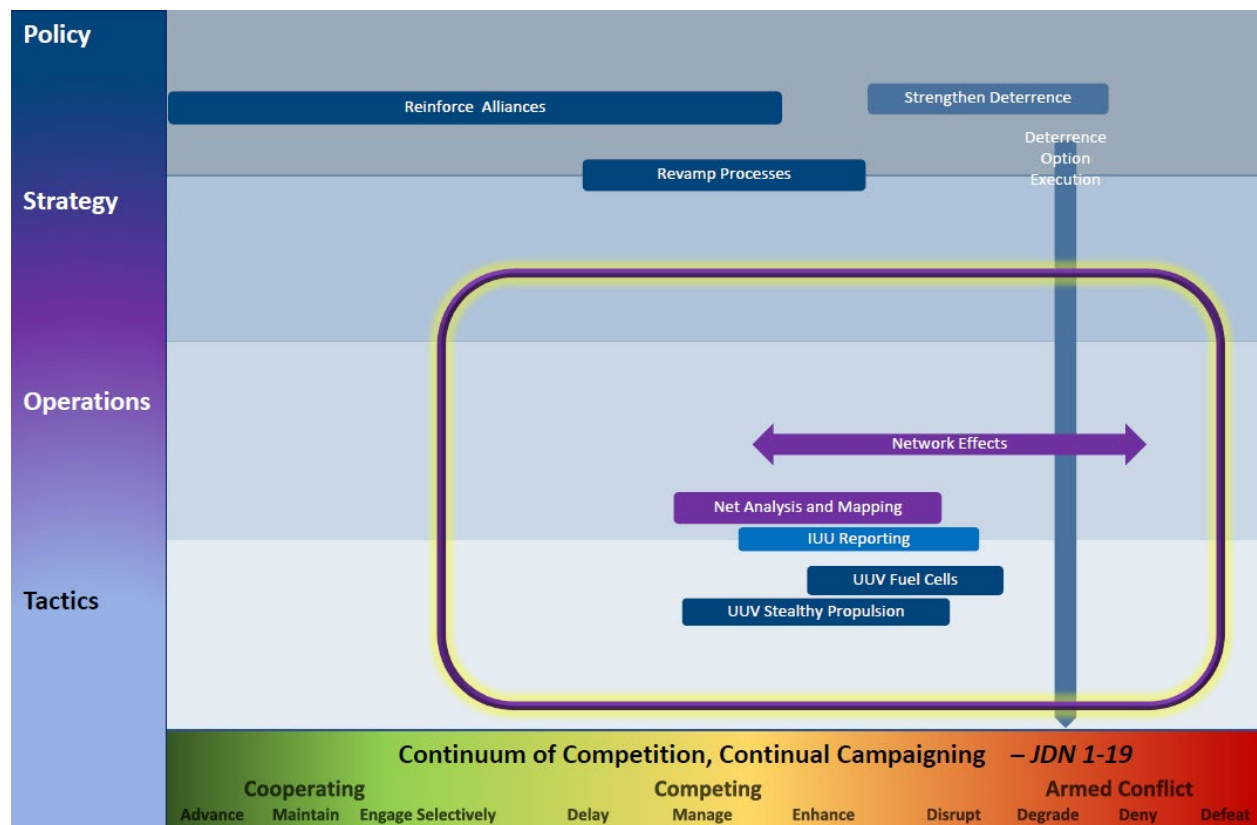 Policy
Reinforce Alliances
Strengthen Deterrence
Deterrence
Option
Execution
Revamp Processes
Strategy
Operations
Network Effects
Net Analysis and Mapping
IUU Reporting
UUV Fuel Cells
Tactics
UUV Stealthy Propulsion
Continuum of Competition, Continual Campaigning – JDN 1-19
Cooperating Competing Armed Conflict
Advance Maintain Engage Selectively Delay Manage Enhance Disrupt Degrade Deny Defeat